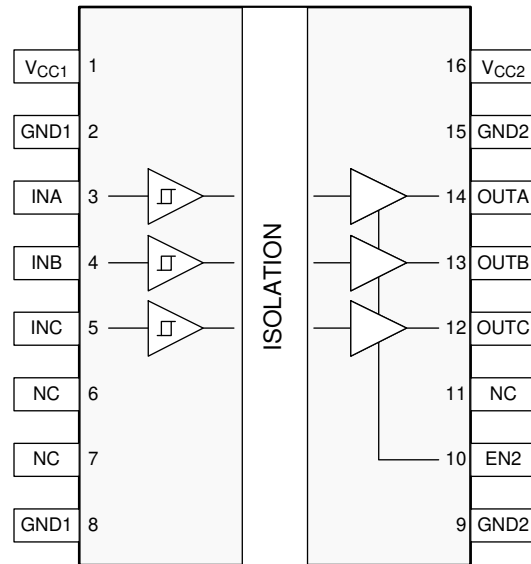 VCC1 1 16 VCC2
GND1 2 15 GND2
INA 3 14 OUTA
INB 4 13 OUTB
INC 5 12 OUTC
NC 6 11 NC
NC 7 10 EN2
GND1 8 9 GND2
ISOLATION